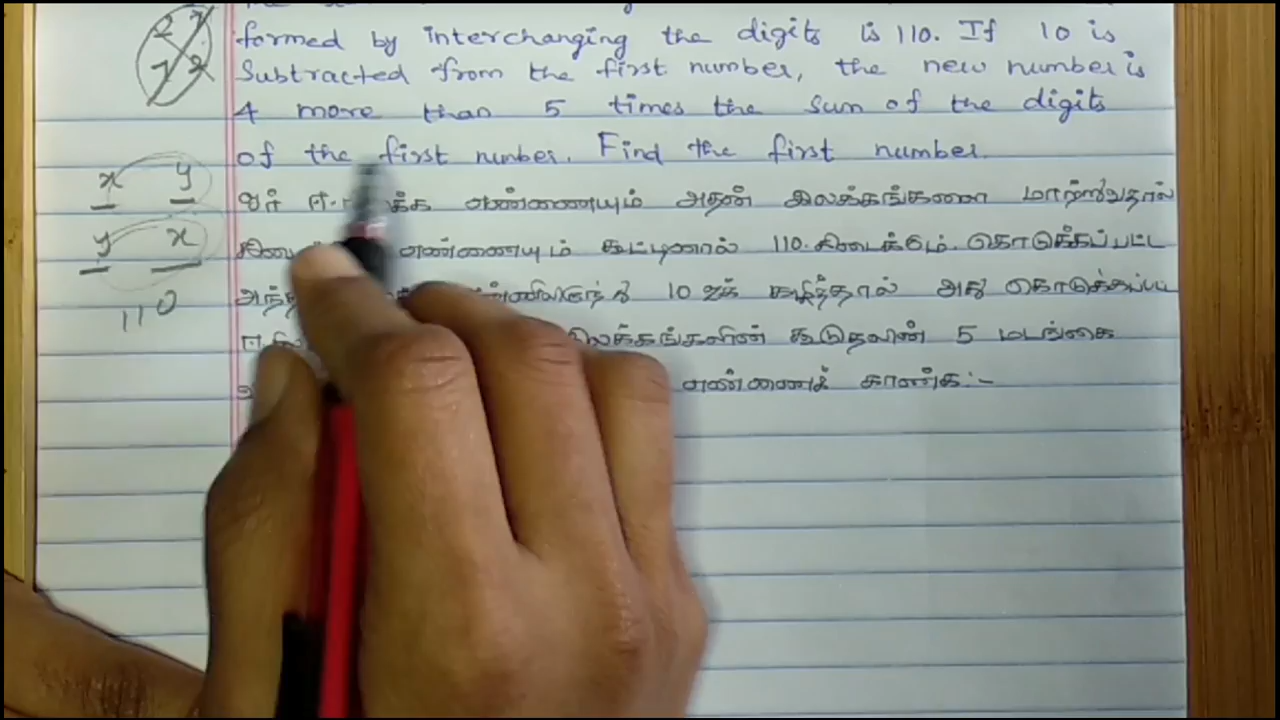 formed by interchanging the digits is 110. If 10 is
Subtracted from the first number, the new number is
4 more than 5 times the sum of the digits
of the first number. Find the first number.
x y
ஓர் எண்ணையும் அதன் இலக்கங்களை மாற்றுவதால்
y x
எண்ணையும் கூட்டினால் 110. கிடைக்கும். கொடுக்கப்பட்ட
110
10 ஐக் கழித்தால் அது கொடுக்கப்பட்ட
இலக்கங்களின் கூடுதலின் 5 மடங்கை
எண்ணைக் காண்க:-